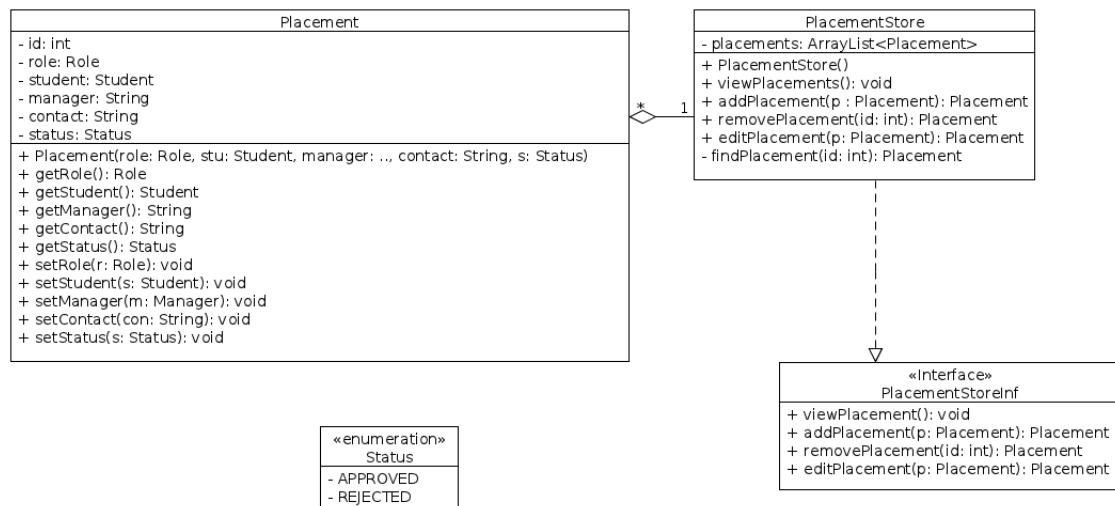 Placement
- id: int
- role: Role
- student: Student
- manager: String
- contact: String
- status: Status
+ Placement(role: Role, stu: Student, manager: .., contact: String, s: Status)
+ getRole(): Role
+ getStudent(): Student
+ getManager(): String
+ getContact(): String
+ getStatus(): Status
+ setRole(r: Role): void
+ setStudent(s: Student): void
+ setManager(m: Manager): void
+ setContact(con: String): void
+ setStatus(s: Status): void
*
1
PlacementStore
- placements: ArrayList<Placement>
+ PlacementStore()
+ viewPlacements(): void
+ addPlacement(p : Placement): Placement
+ removePlacement(id: int): Placement
+ editPlacement(p: Placement): Placement
- findPlacement(id: int): Placement
«Interface»
PlacementStoreInf
+ viewPlacement(): void
+ addPlacement(p: Placement): Placement
+ removePlacement(id: int): Placement
+ editPlacement(p: Placement): Placement
«enumeration»
Status
- APPROVED
- REJECTED